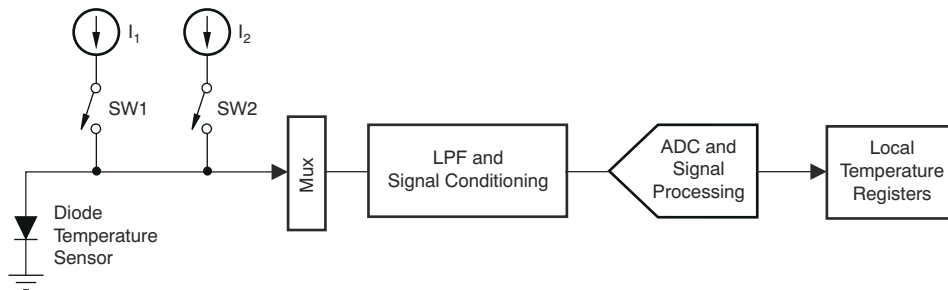 I₁
I₂
SW1
SW2
Mux
LPF and
Signal Conditioning
ADC and
Signal
Processing
Local
Temperature
Registers
Diode
Temperature
Sensor